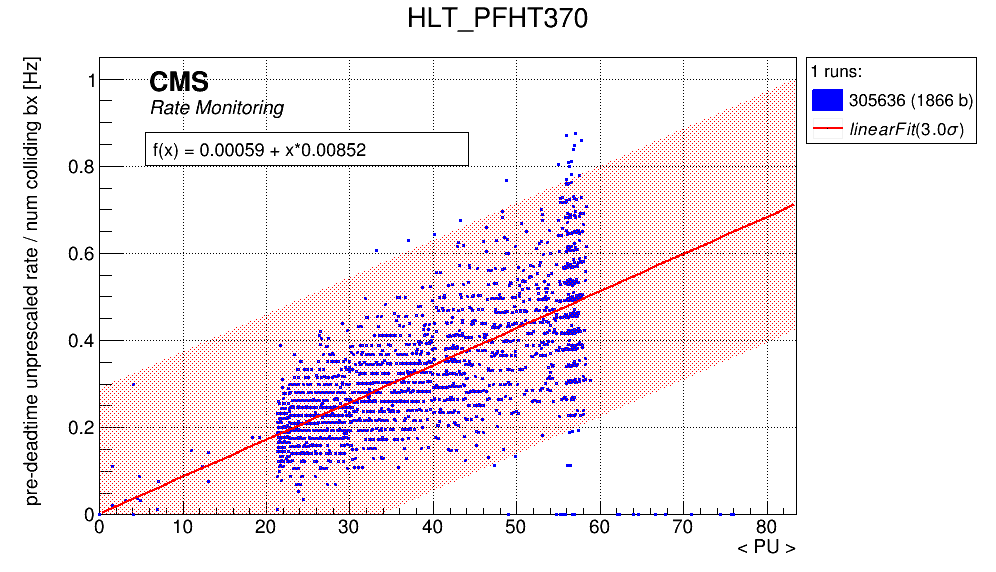 HLT_PFHT370
pre-deadtime unprescaled rate / num colliding bx [Hz]
CMS
Rate Monitoring
f(x) = 0.00059 + x*0.00852
1 runs:
305636 (1866 b)
linearFit(3.0σ)
1
0.8
0.6
0.4
0.2
0
0 10 20 30 40 50 60 70 80
< PU >